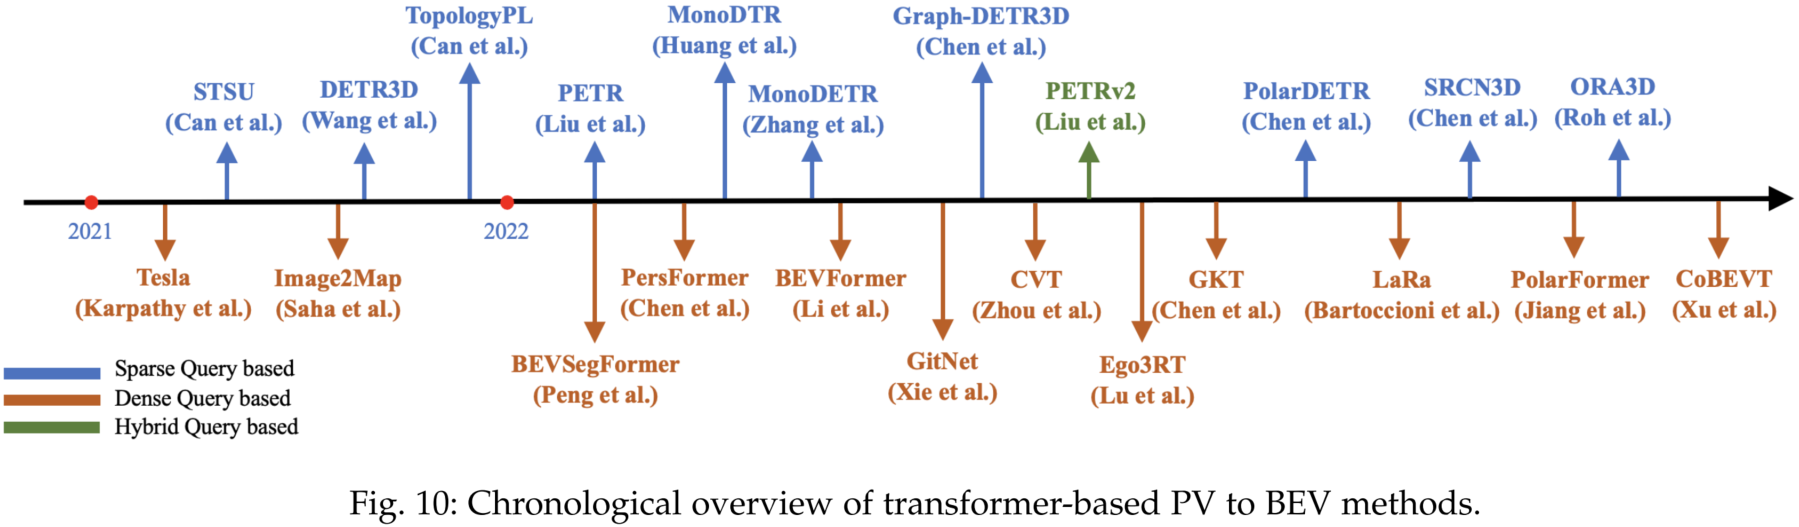 TopologyPL
(Can et al.)
MonoDTR
(Huang et al.)
Graph-DETR3D
(Chen et al.)
STSU
(Can et al.)
DETR3D
(Wang et al.)
PETR
(Liu et al.)
MonoDETR
(Zhang et al.)
PETRv2
(Liu et al.)
PolarDETR
(Chen et al.)
SRCN3D
(Chen et al.)
ORA3D
(Roh et al.)
2021
2022
Tesla
(Karpathy et al.)
Image2Map
(Saha et al.)
PersFormer
(Chen et al.)
BEVFormer
(Li et al.)
CVT
(Zhou et al.)
GKT
(Chen et al.)
LaRa
(Bartoccioni et al.)
PolarFormer
(Jiang et al.)
CoBEVT
(Xu et al.)
BEVSegFormer
(Peng et al.)
GitNet
(Xie et al.)
Ego3RT
(Lu et al.)
Sparse Query based
Dense Query based
Hybrid Query based
Fig. 10: Chronological overview of transformer-based PV to BEV methods.